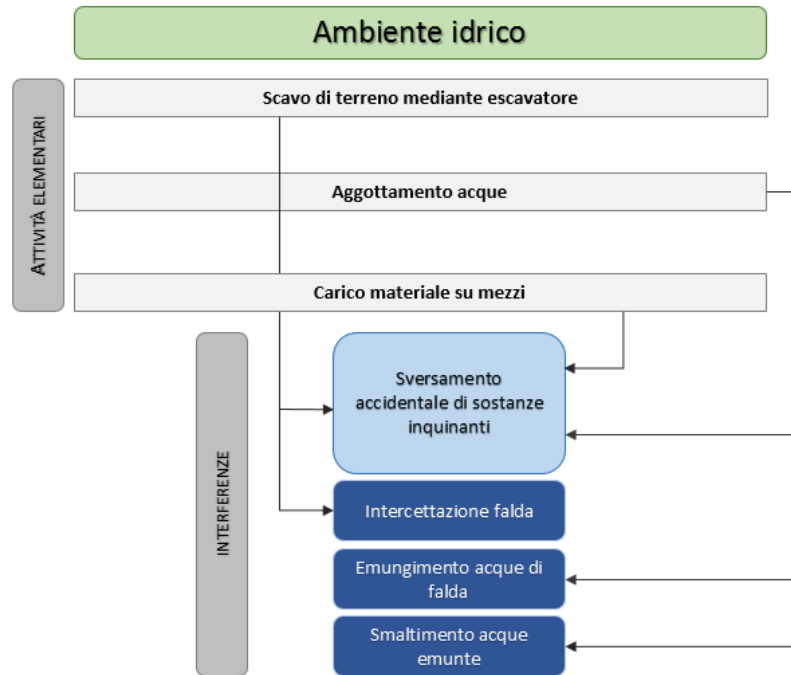 Ambiente idrico
ATTIVITÀ ELEMENTARI
Scavo di terreno mediante escavatore
Aggottamento acque
Carico materiale su mezzi
INTERFERENZE
Sversamento
accidentale di sostanze
inquinanti
Intercettazione falda
Emungimento acque di
falda
Smaltimento acque
emunte